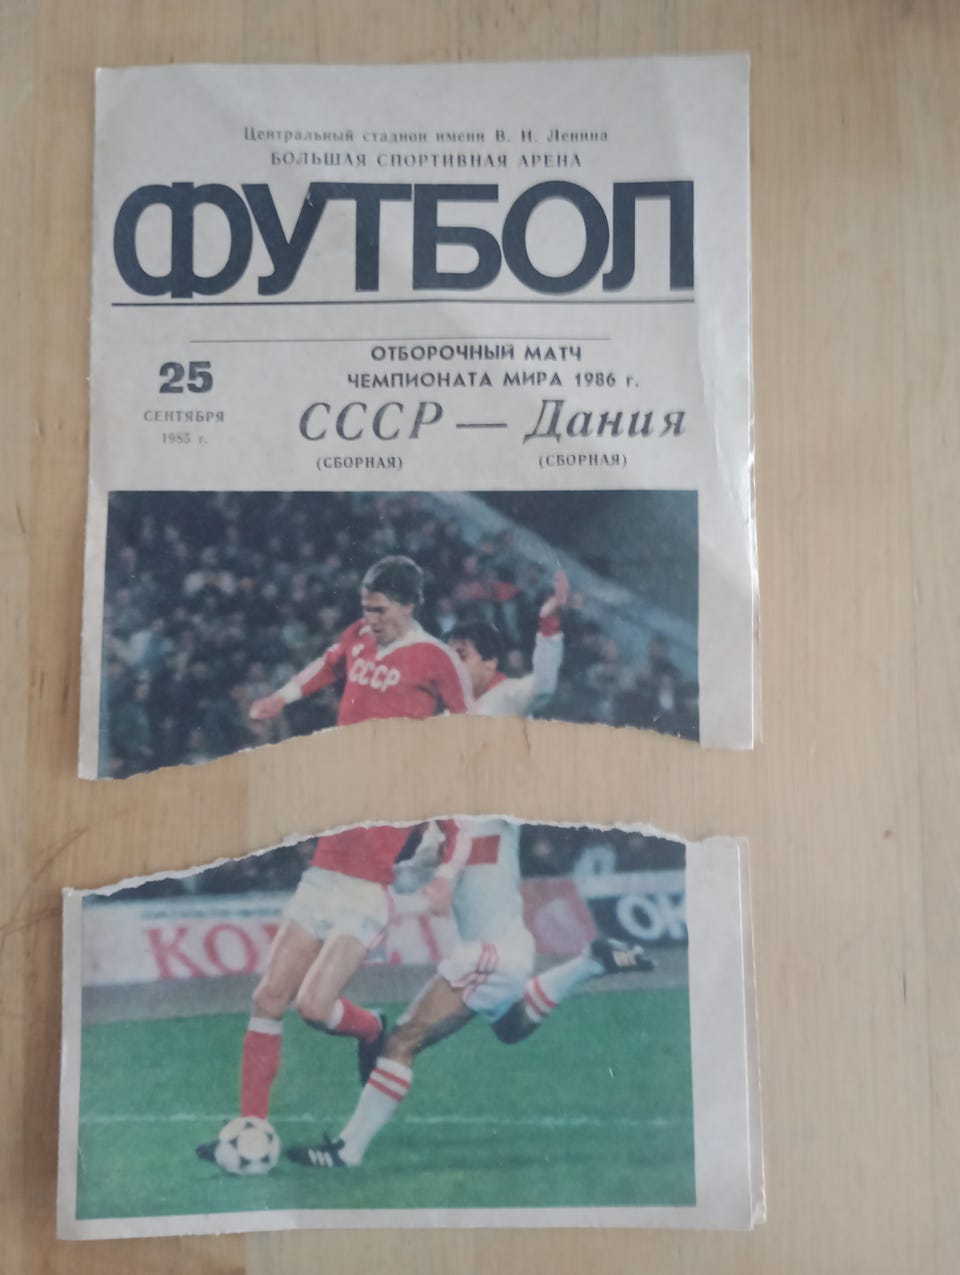 Центральный стадион имени В. И. Ленина
БОЛЬШАЯ СПОРТИВНАЯ АРЕНА
ФУТБОЛ
25
СЕНТЯБРЯ
1985 г.
ОТБОРОЧНЫЙ МАТЧ
ЧЕМПИОНАТА МИРА 1986 г.
СССР — Дания
(СБОРНАЯ) (СБОРНАЯ)
СССР